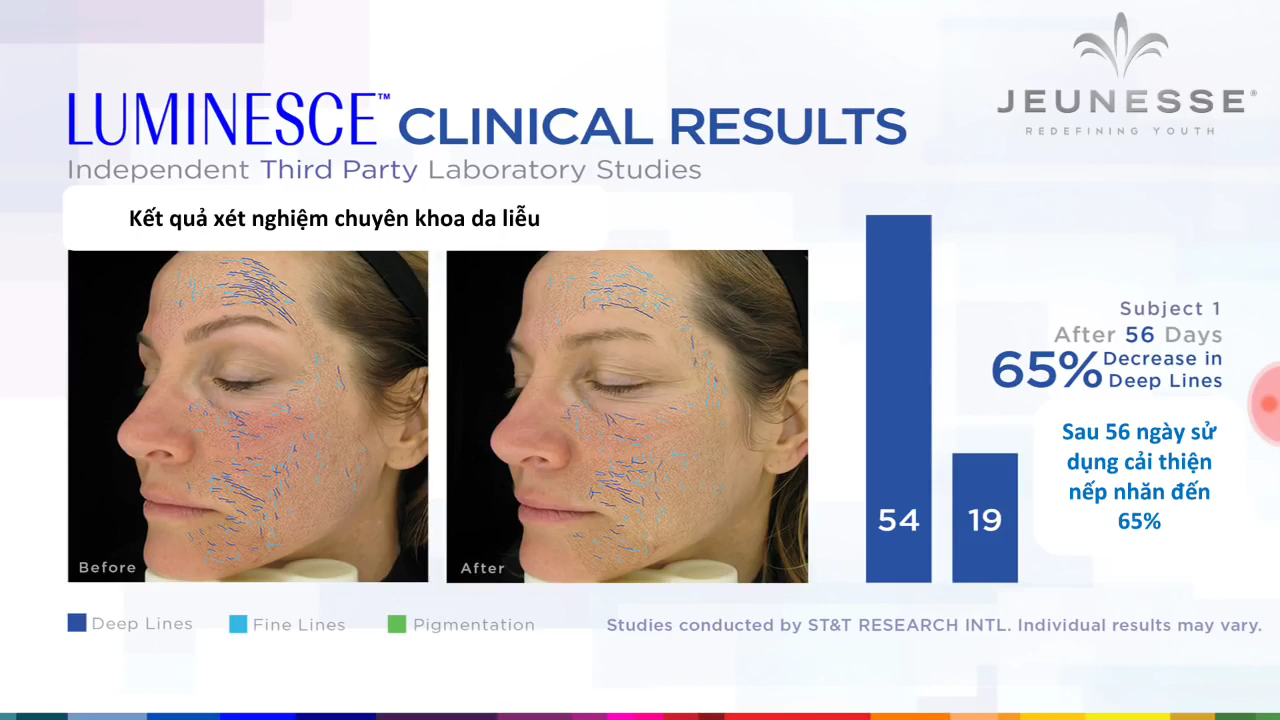 JEUNESSE®
REDEFINING YOUTH
LUMINESCE™ CLINICAL RESULTS
Independent Third Party Laboratory Studies
Kết quả xét nghiệm chuyên khoa da liễu
Before
After
54
19
Subject 1
After 56 Days
65% Decrease in
Deep Lines
Sau 56 ngày sử
dụng cải thiện
nếp nhăn đến
65%
Deep Lines
Fine Lines
Pigmentation
Studies conducted by ST&T RESEARCH INTL. Individual results may vary.